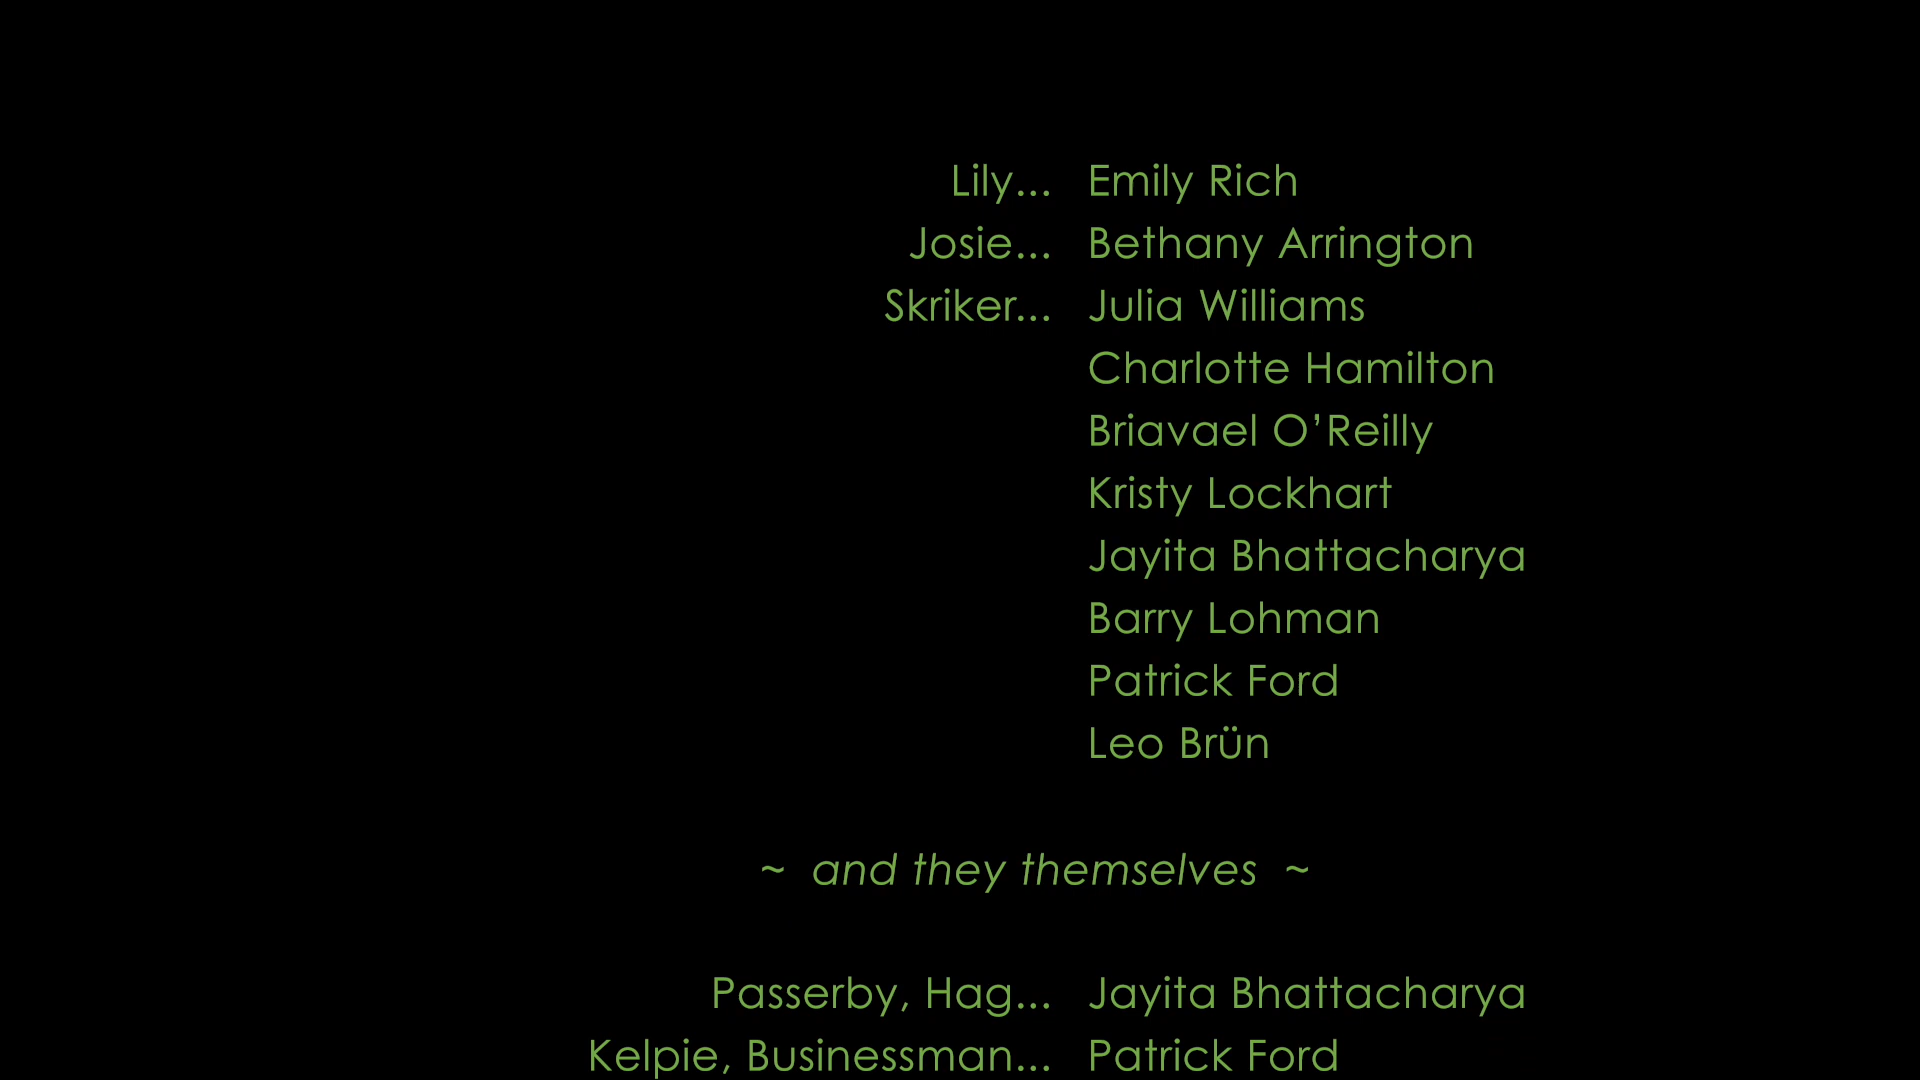 Lily... Emily Rich
Josie... Bethany Arrington
Skriker... Julia Williams
Charlotte Hamilton
Briavael O’Reilly
Kristy Lockhart
Jayita Bhattacharya
Barry Lohman
Patrick Ford
Leo Brün
~ and they themselves ~
Passerby, Hag... Jayita Bhattacharya
Kelpie, Businessman... Patrick Ford